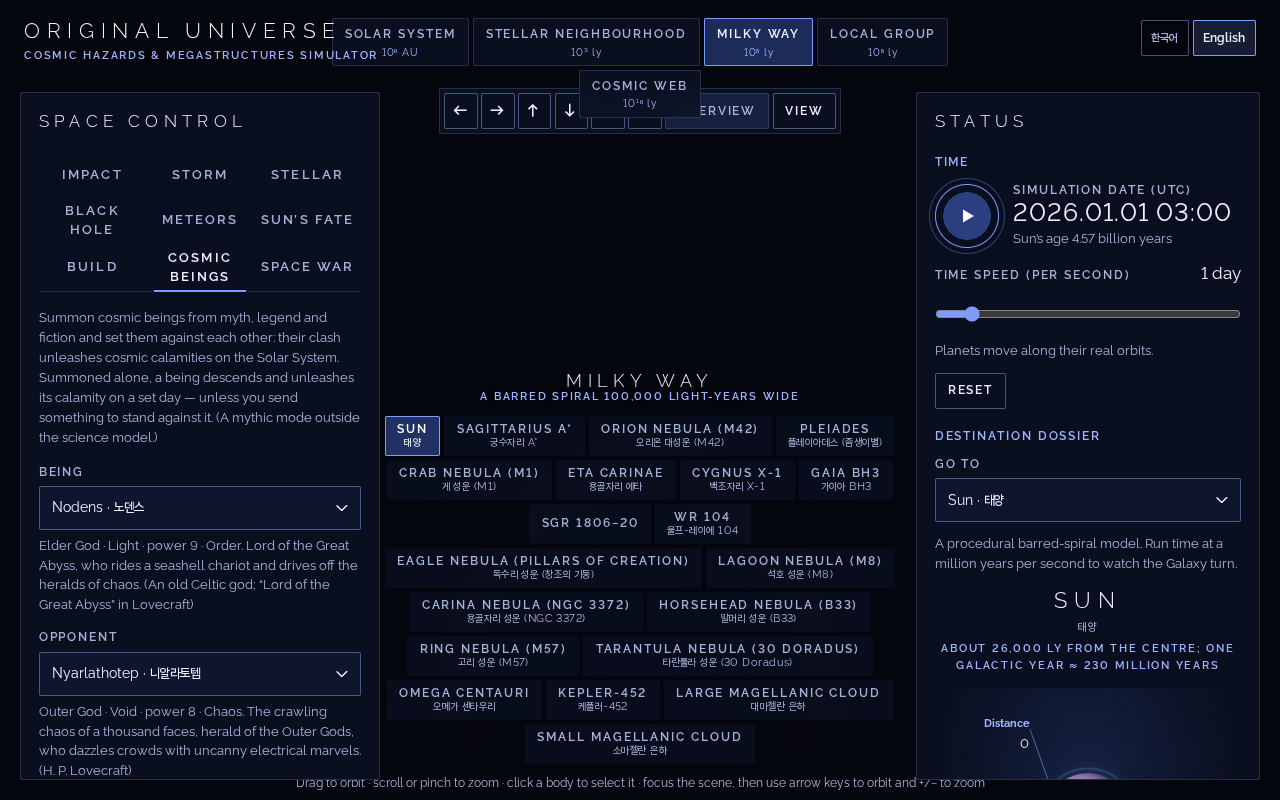 ORIGINAL UNIVERSE
COSMIC HAZARDS & MEGASTRUCTURES SIMULATOR
SOLAR SYSTEM
10⁰ AU
STELLAR NEIGHBOURHOOD
10³ ly
MILKY WAY
10⁵ ly
LOCAL GROUP
10⁶ ly
COSMIC WEB
10¹⁰ ly
한국어
English
← → ↑ ↓
VIEW
SPACE CONTROL
IMPACT
STORM
STELLAR
BLACK HOLE
METEORS
SUN'S FATE
BUILD
COSMIC BEINGS
SPACE WAR
Summon cosmic beings from myth, legend and
fiction and set them against each other: their clash
unleashes cosmic calamities on the Solar System.
Summoned alone, a being descends and unleashes
its calamity on a set day — unless you send
something to stand against it. (A mythic mode outside
the science model.)
BEING
Nodens · 노덴스
Elder God · Light · power 9 · Order. Lord of the Great
Abyss, who rides a seashell chariot and drives off the
heralds of chaos. (An old Celtic god; “Lord of the
Great Abyss” in Lovecraft)
OPPONENT
Nyarlathotep · 니알라토텝
Outer God · Void · power 8 · Chaos. The crawling
chaos of a thousand faces, herald of the Outer Gods,
who dazzles crowds with uncanny electrical marvels.
(H. P. Lovecraft)
MILKY WAY
A BARRED SPIRAL 100,000 LIGHT-YEARS WIDE
SUN
태양
SAGITTARIUS A*
궁수자리 A*
ORION NEBULA (M42)
오리온 대성운 (M42)
PLEIADES
플레이아데스 (좀생이별)
CRAB NEBULA (M1)
게 성운 (M1)
ETA CARINAE
용골자리 에타
CYGNUS X-1
백조자리 X-1
GAIA BH3
가이아 BH3
SGR 1806-20
WR 104
울프-레이에 104
EAGLE NEBULA (PILLARS OF CREATION)
독수리 성운 (창조의 기둥)
LAGOON NEBULA (M8)
석호 성운 (M8)
CARINA NEBULA (NGC 3372)
용골자리 성운 (NGC 3372)
HORSEHEAD NEBULA (B33)
말머리 성운 (B33)
RING NEBULA (M57)
고리 성운 (M57)
TARANTULA NEBULA (30 DORADUS)
타란툴라 성운 (30 Doradus)
OMEGA CENTAURI
오메가 센타우리
KEPLER-452
케플러-452
LARGE MAGELLANIC CLOUD
대마젤란 은하
SMALL MAGELLANIC CLOUD
소마젤란 은하
Drag to orbit · scroll or pinch to zoom · click a body to select it · focus the scene, then use arrow keys to orbit and +/− to zoom
STATUS
TIME
SIMULATION DATE (UTC)
2026.01.01 03:00
Sun's age 4.57 billion years
TIME SPEED (PER SECOND)
1 day
Planets move along their real orbits.
RESET
DESTINATION DOSSIER
GO TO
Sun · 태양
A procedural barred-spiral model. Run time at a
million years per second to watch the Galaxy turn.
SUN
태양
ABOUT 26,000 LY FROM THE CENTRE; ONE
GALACTIC YEAR ≈ 230 MILLION YEARS
Distance
0